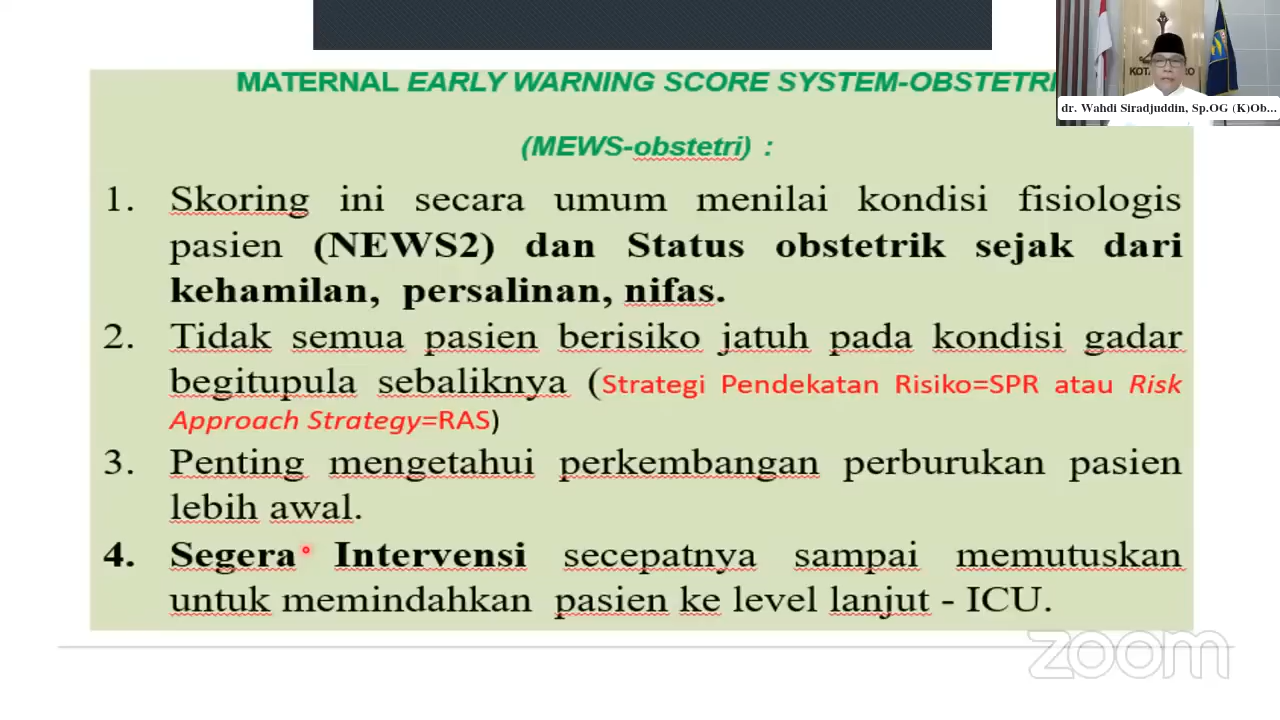 MATERNAL EARLY WARNING SCORE SYSTEM-OBSTETRI
(MEWS-obstetri) :
1. Skoring ini secara umum menilai kondisi fisiologis
pasien (NEWS2) dan Status obstetrik sejak dari
kehamilan, persalinan, nifas.
2. Tidak semua pasien berisiko jatuh pada kondisi gadar
begitupula sebaliknya (Strategi Pendekatan Risiko=SPR atau Risk
Approach Strategy=RAS)
3. Penting mengetahui perkembangan perburukan pasien
lebih awal.
4. Segera Intervensi secepatnya sampai memutuskan
untuk memindahkan pasien ke level lanjut - ICU.
dr. Wahdi Siradjuddin, Sp.OG (K)Ob...
zoom